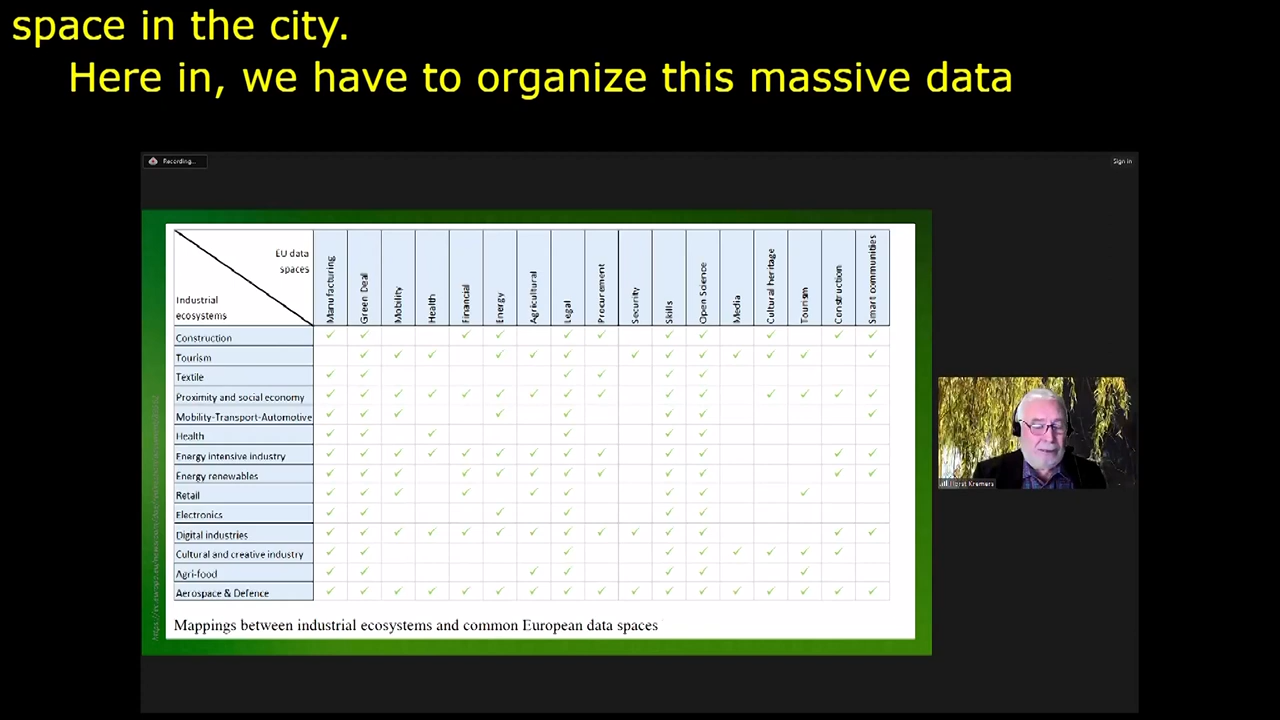 space in the city.
Here in, we have to organize this massive data
Recording...
Sign in
EU data
spaces
Industrial
ecosystems
Manufacturing
Green Deal
Mobility
Health
Financial
Energy
Agricultural
Legal
Procurement
Security
Skills
Open Science
Media
Cultural heritage
Tourism
Construction
Smart communities
Construction ✓ ✓ ✓ ✓ ✓ ✓ ✓ ✓ ✓ ✓ ✓
Tourism ✓ ✓ ✓ ✓ ✓ ✓ ✓ ✓ ✓ ✓ ✓ ✓ ✓
Textile ✓ ✓ ✓ ✓ ✓ ✓
Proximity and social economy ✓ ✓ ✓ ✓ ✓ ✓ ✓ ✓ ✓ ✓ ✓ ✓ ✓ ✓ ✓
Mobility-Transport-Automotive ✓ ✓ ✓ ✓ ✓ ✓ ✓ ✓
Health ✓ ✓ ✓ ✓ ✓ ✓
Energy intensive industry ✓ ✓ ✓ ✓ ✓ ✓ ✓ ✓ ✓ ✓ ✓ ✓ ✓
Energy renewables ✓ ✓ ✓ ✓ ✓ ✓ ✓ ✓ ✓ ✓ ✓ ✓
Retail ✓ ✓ ✓ ✓ ✓ ✓ ✓ ✓ ✓
Electronics ✓ ✓ ✓ ✓ ✓ ✓
Digital industries ✓ ✓ ✓ ✓ ✓ ✓ ✓ ✓ ✓ ✓ ✓ ✓ ✓ ✓
Cultural and creative industry ✓ ✓ ✓ ✓ ✓ ✓ ✓ ✓ ✓
Agri-food ✓ ✓ ✓ ✓ ✓ ✓ ✓
Aerospace & Defence ✓ ✓ ✓ ✓ ✓ ✓ ✓ ✓ ✓ ✓ ✓ ✓ ✓ ✓ ✓ ✓ ✓
Mappings between industrial ecosystems and common European data spaces
Horst Kremers